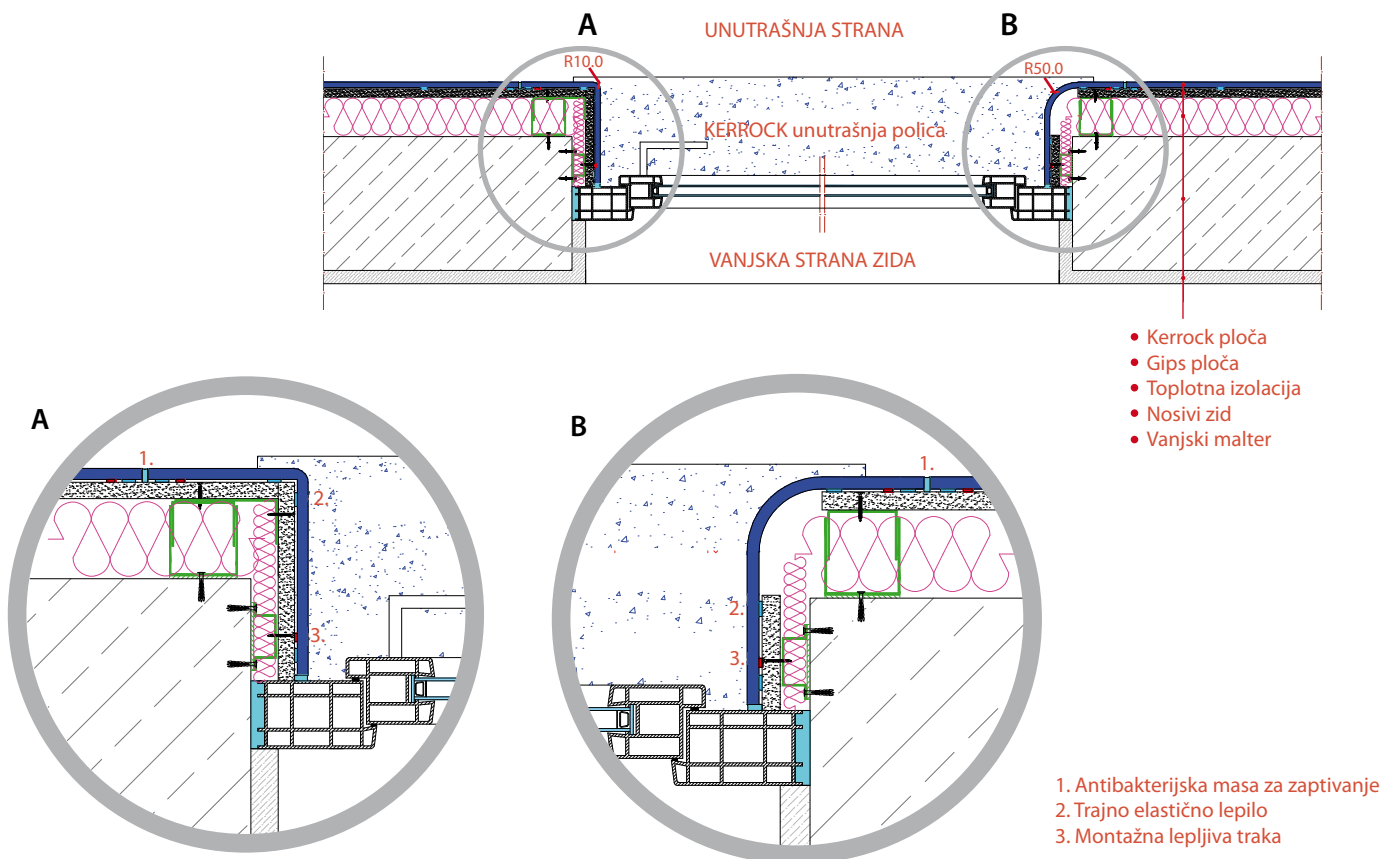 A
UNUTRAŠNJA STRANA
B
R10.0
R50.0
KERROCK unutrašnja polica
VANJSKA STRANA ZIDA
• Kerrock ploča
• Gips ploča
• Toplotna izolacija
• Nosivi zid
• Vanjski malter
A
1.
2.
3.
B
1.
2.
3.
1. Antibakterijska masa za zaptivanje
2. Trajno elastično lepilo
3. Montažna lepljiva traka